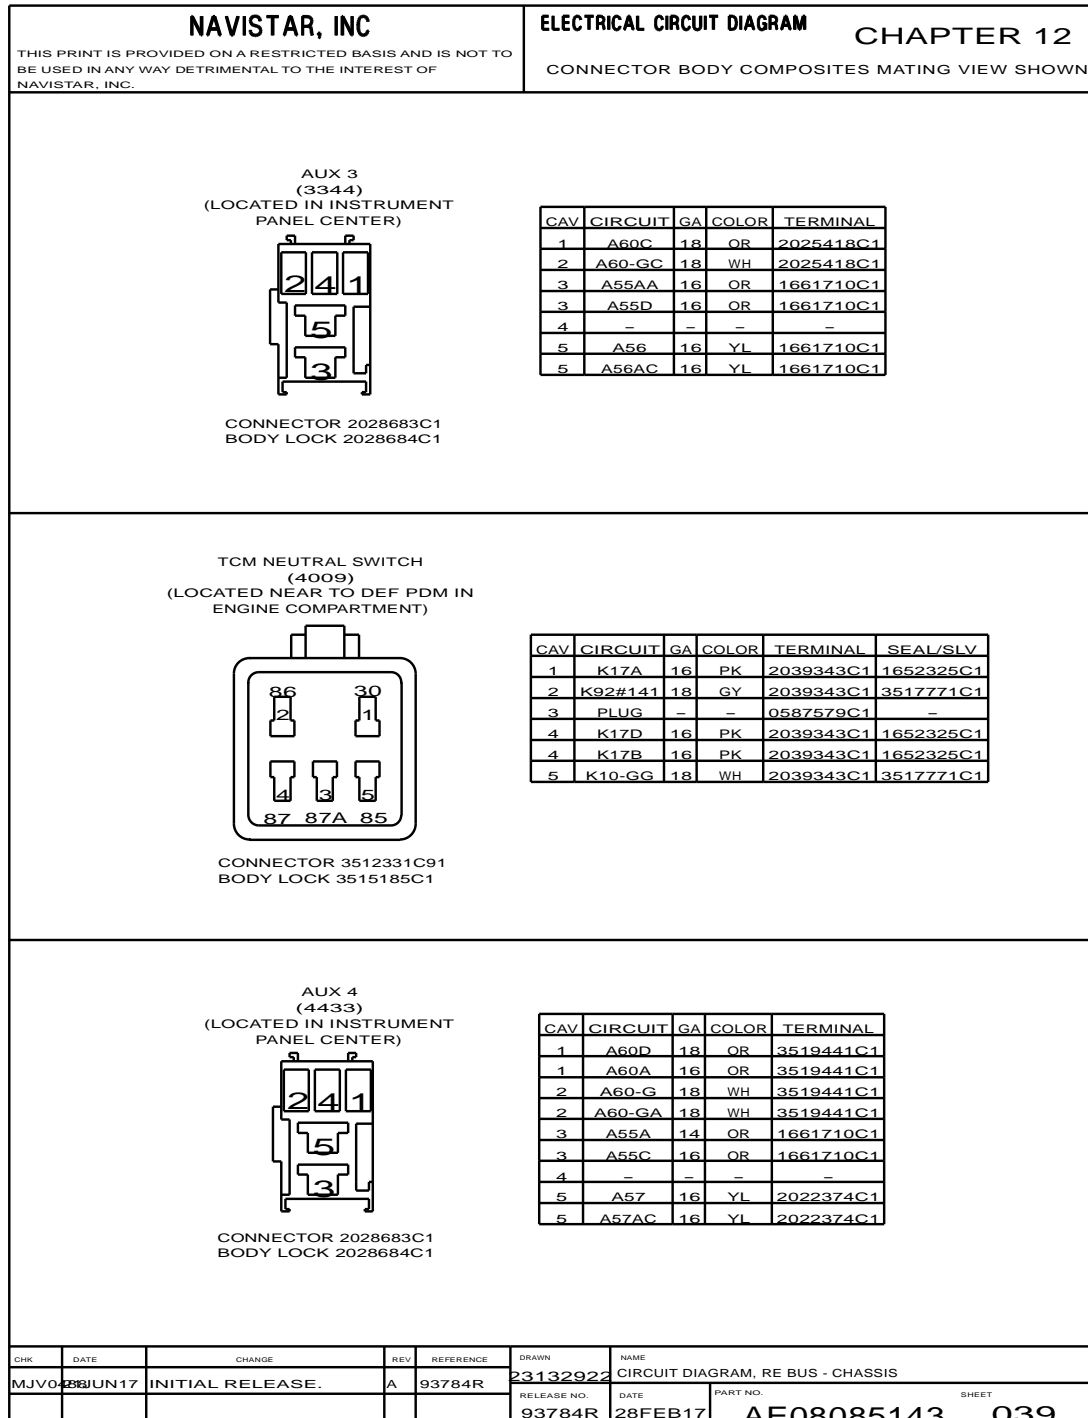 NAVISTAR, INC
THIS PRINT IS PROVIDED ON A RESTRICTED BASIS AND IS NOT TO
BE USED IN ANY WAY DETRIMENTAL TO THE INTEREST OF
NAVISTAR, INC.
ELECTRICAL CIRCUIT DIAGRAM
CHAPTER 12
CONNECTOR BODY COMPOSITES MATING VIEW SHOWN
AUX 3
(3344)
(LOCATED IN INSTRUMENT
PANEL CENTER)
2 4 1
5
3
CONNECTOR 2028683C1
BODY LOCK 2028684C1
CAV CIRCUIT GA COLOR TERMINAL
1 A60C 18 OR 2025418C1
2 A60-GC 18 WH 2025418C1
3 A55AA 16 OR 1661710C1
3 A55D 16 OR 1661710C1
4 – – – –
5 A56 16 YL 1661710C1
5 A56AC 16 YL 1661710C1
TCM NEUTRAL SWITCH
(4009)
(LOCATED NEAR TO DEF PDM IN
ENGINE COMPARTMENT)
86 30
2 1
4 3 5
87 87A 85
CONNECTOR 3512331C91
BODY LOCK 3515185C1
CAV CIRCUIT GA COLOR TERMINAL SEAL/SLV
1 K17A 16 PK 2039343C1 1652325C1
2 K92#141 18 GY 2039343C1 3517771C1
3 PLUG – – 0587579C1 –
4 K17D 16 PK 2039343C1 1652325C1
4 K17B 16 PK 2039343C1 1652325C1
5 K10-GG 18 WH 2039343C1 3517771C1
AUX 4
(4433)
(LOCATED IN INSTRUMENT
PANEL CENTER)
2 4 1
5
3
CONNECTOR 2028683C1
BODY LOCK 2028684C1
CAV CIRCUIT GA COLOR TERMINAL
1 A60D 18 OR 3519441C1
1 A60A 16 OR 3519441C1
2 A60-G 18 WH 3519441C1
2 A60-GA 18 WH 3519441C1
3 A55A 14 OR 1661710C1
3 A55C 16 OR 1661710C1
4 – – – –
5 A57 16 YL 2022374C1
5 A57AC 16 YL 2022374C1
CHK DATE CHANGE REV REFERENCE
INITIAL RELEASE. A 93784R
DRAWN
23132922
NAME
CIRCUIT DIAGRAM, RE BUS - CHASSIS
RELEASE NO.
93784R
DATE
28FEB17
PART NO.
AE08085143
SHEET
039